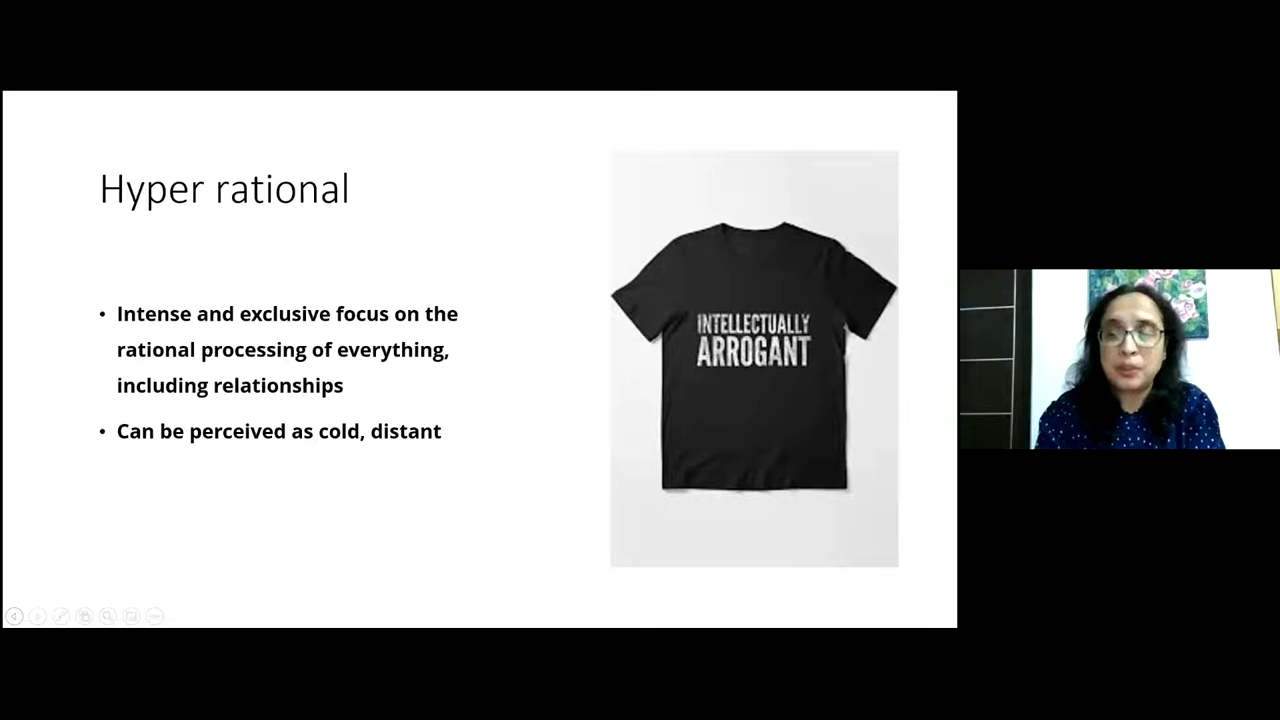 Hyper rational
• Intense and exclusive focus on the
rational processing of everything,
including relationships
• Can be perceived as cold, distant
INTELLECTUALLY
ARROGANT